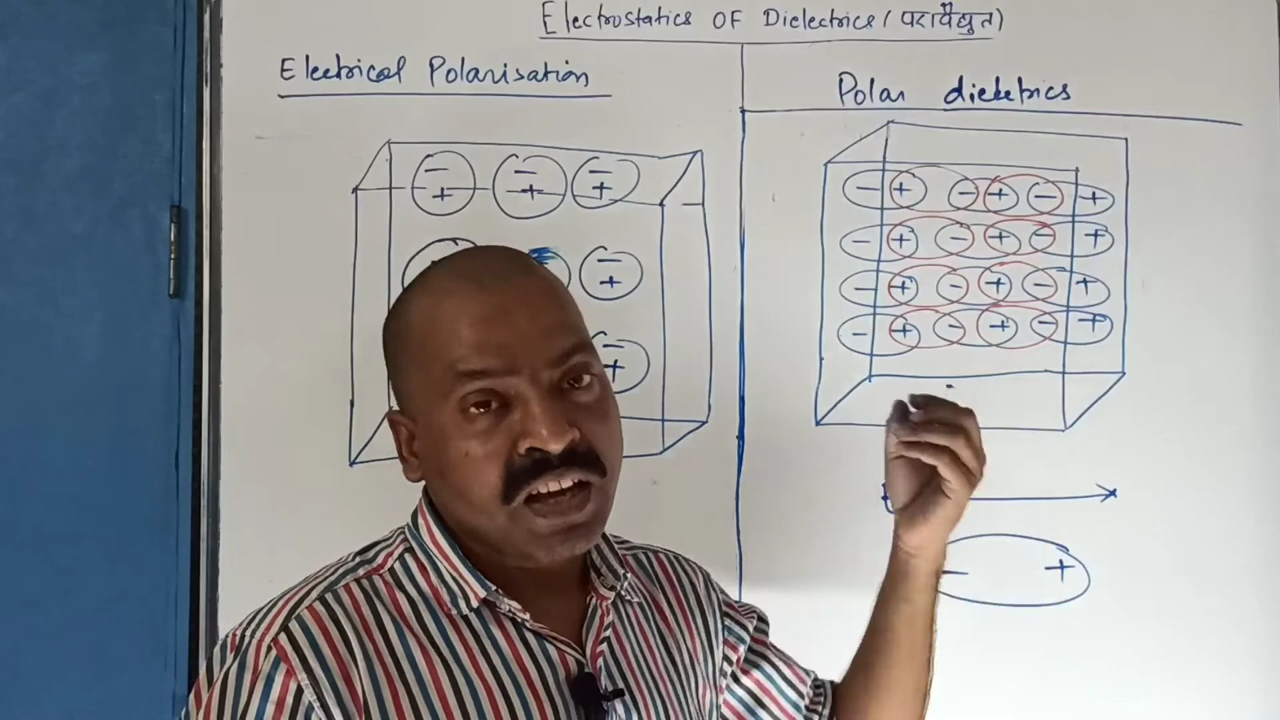 Electrostatics OF Dielectrics (परावैद्युत)
Electrical Polarisation
Polar dielectrics
− − −
+ + +
−
+
−
+
− + − + − +
− + − + − +
− + − + − +
− + − + − +
− +